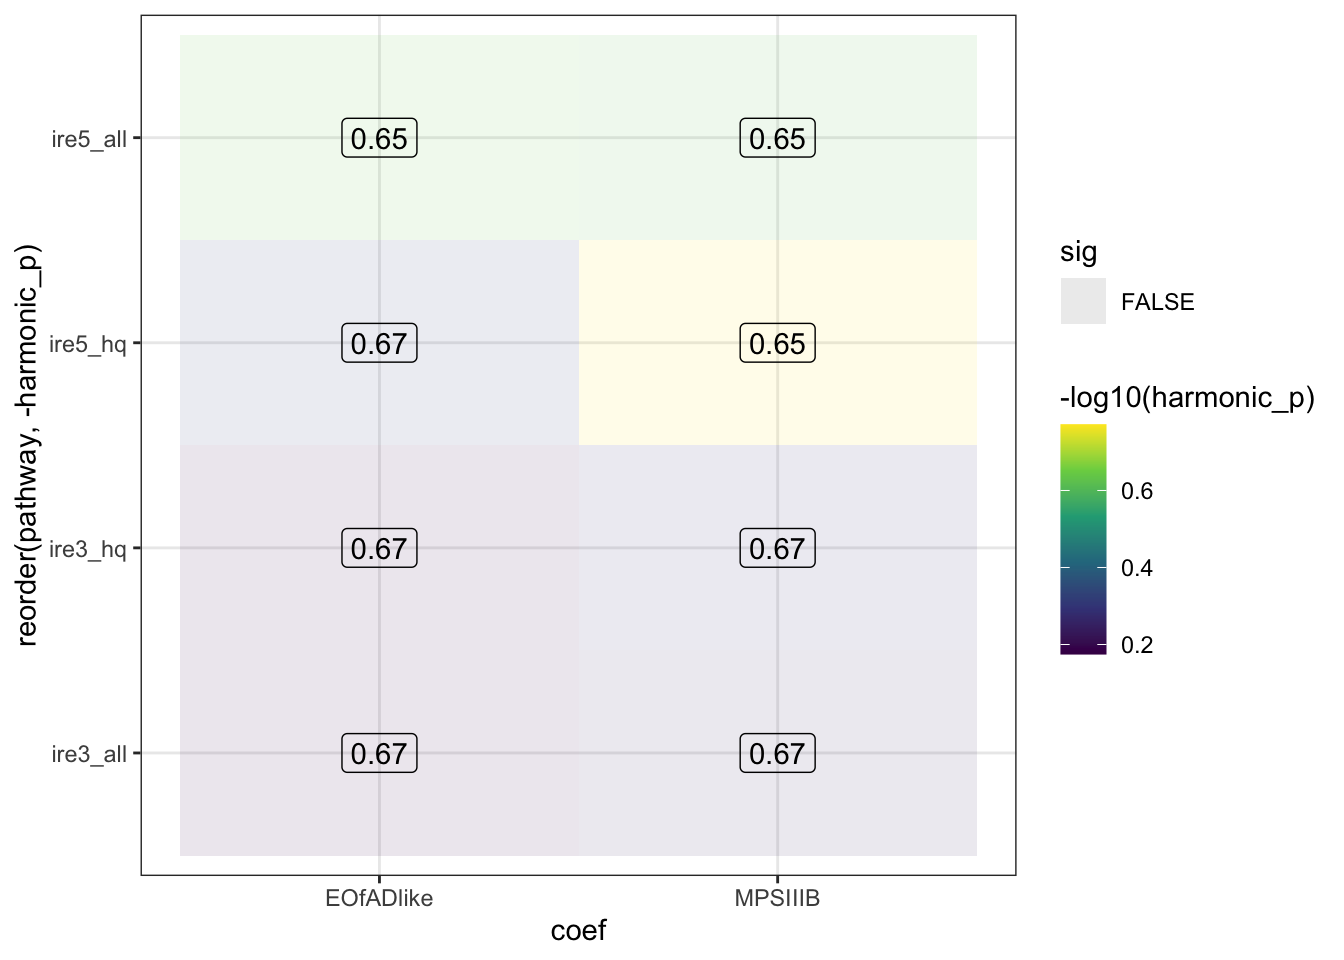 reorder(pathway, -harmonic_p)
ire5_all
0.65
0.65
ire5_hq
0.67
0.65
ire3_hq
0.67
0.67
ire3_all
0.67
0.67
EOfADlike
MPSIIIB
coef
sig
FALSE
-log10(harmonic_p)
0.6
0.4
0.2